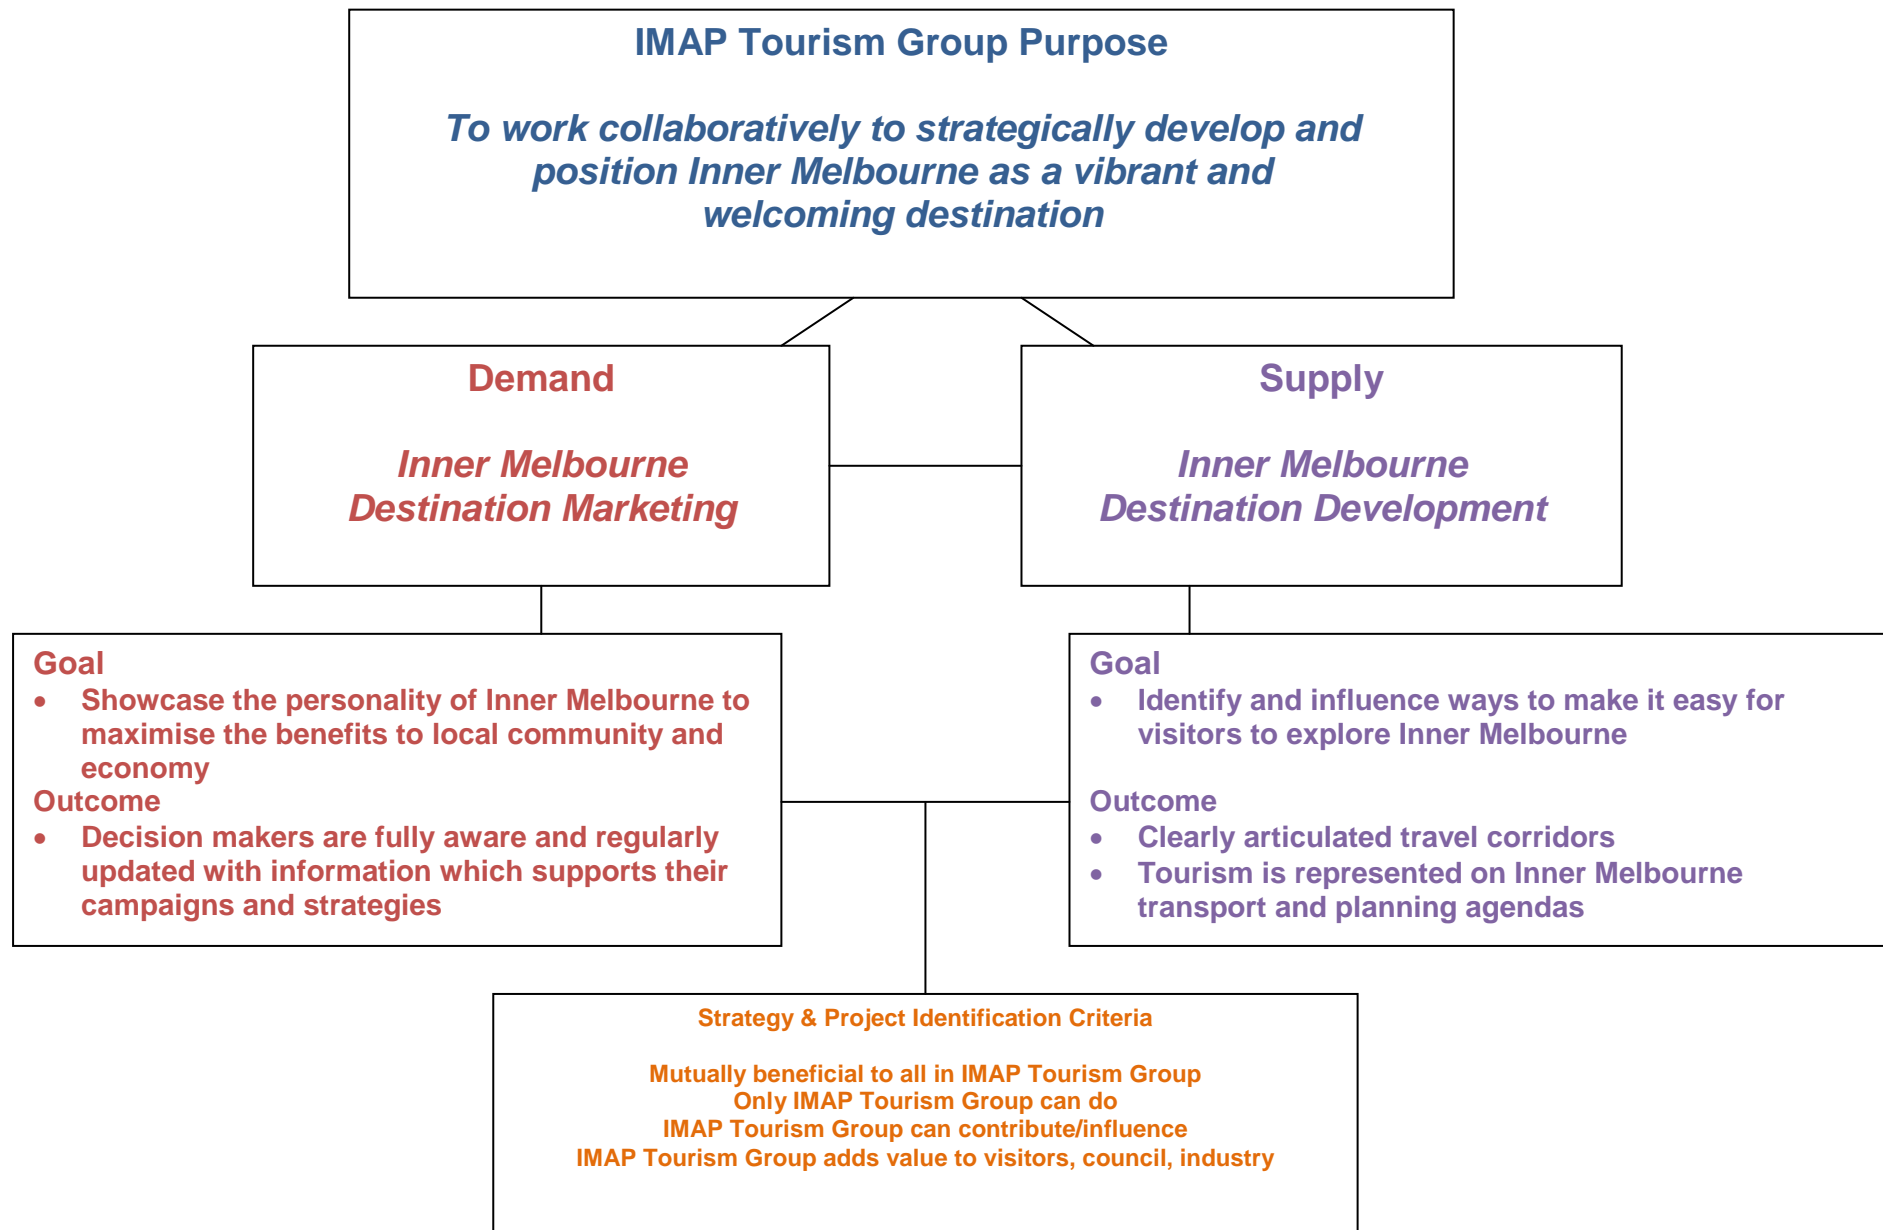 IMAP Tourism Group Purpose
To work collaboratively to strategically develop and
position Inner Melbourne as a vibrant and
welcoming destination
Demand
Inner Melbourne
Destination Marketing
Supply
Inner Melbourne
Destination Development
Goal
• Showcase the personality of Inner Melbourne to
maximise the benefits to local community and
economy
Outcome
• Decision makers are fully aware and regularly
updated with information which supports their
campaigns and strategies
Goal
• Identify and influence ways to make it easy for
visitors to explore Inner Melbourne
Outcome
• Clearly articulated travel corridors
• Tourism is represented on Inner Melbourne
transport and planning agendas
Strategy & Project Identification Criteria
Mutually beneficial to all in IMAP Tourism Group
Only IMAP Tourism Group can do
IMAP Tourism Group can contribute/influence
IMAP Tourism Group adds value to visitors, council, industry